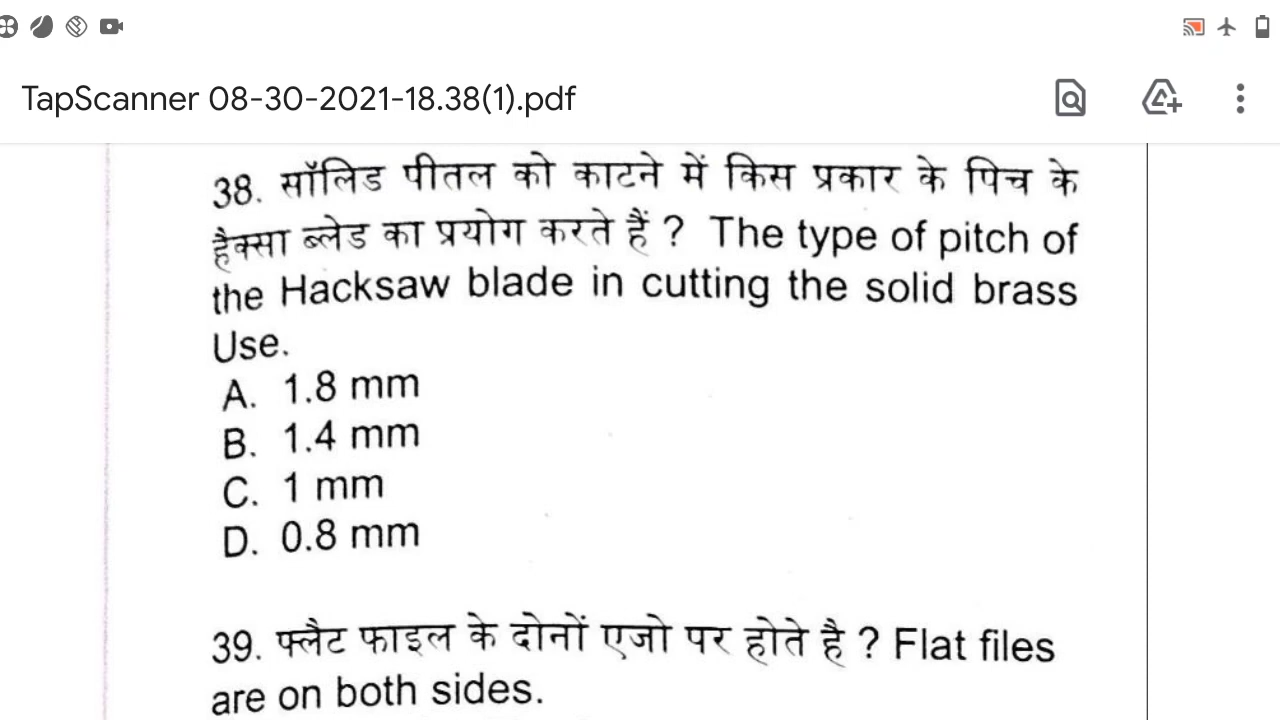 TapScanner 08-30-2021-18.38(1).pdf
38. सॉलिड पीतल को काटने में किस प्रकार के पिच के
हैक्सा ब्लेड का प्रयोग करते हैं ? The type of pitch of
the Hacksaw blade in cutting the solid brass
Use.
A. 1.8 mm
B. 1.4 mm
C. 1 mm
D. 0.8 mm
39. फ्लैट फाइल के दोनों एजो पर होते है ? Flat files
are on both sides.